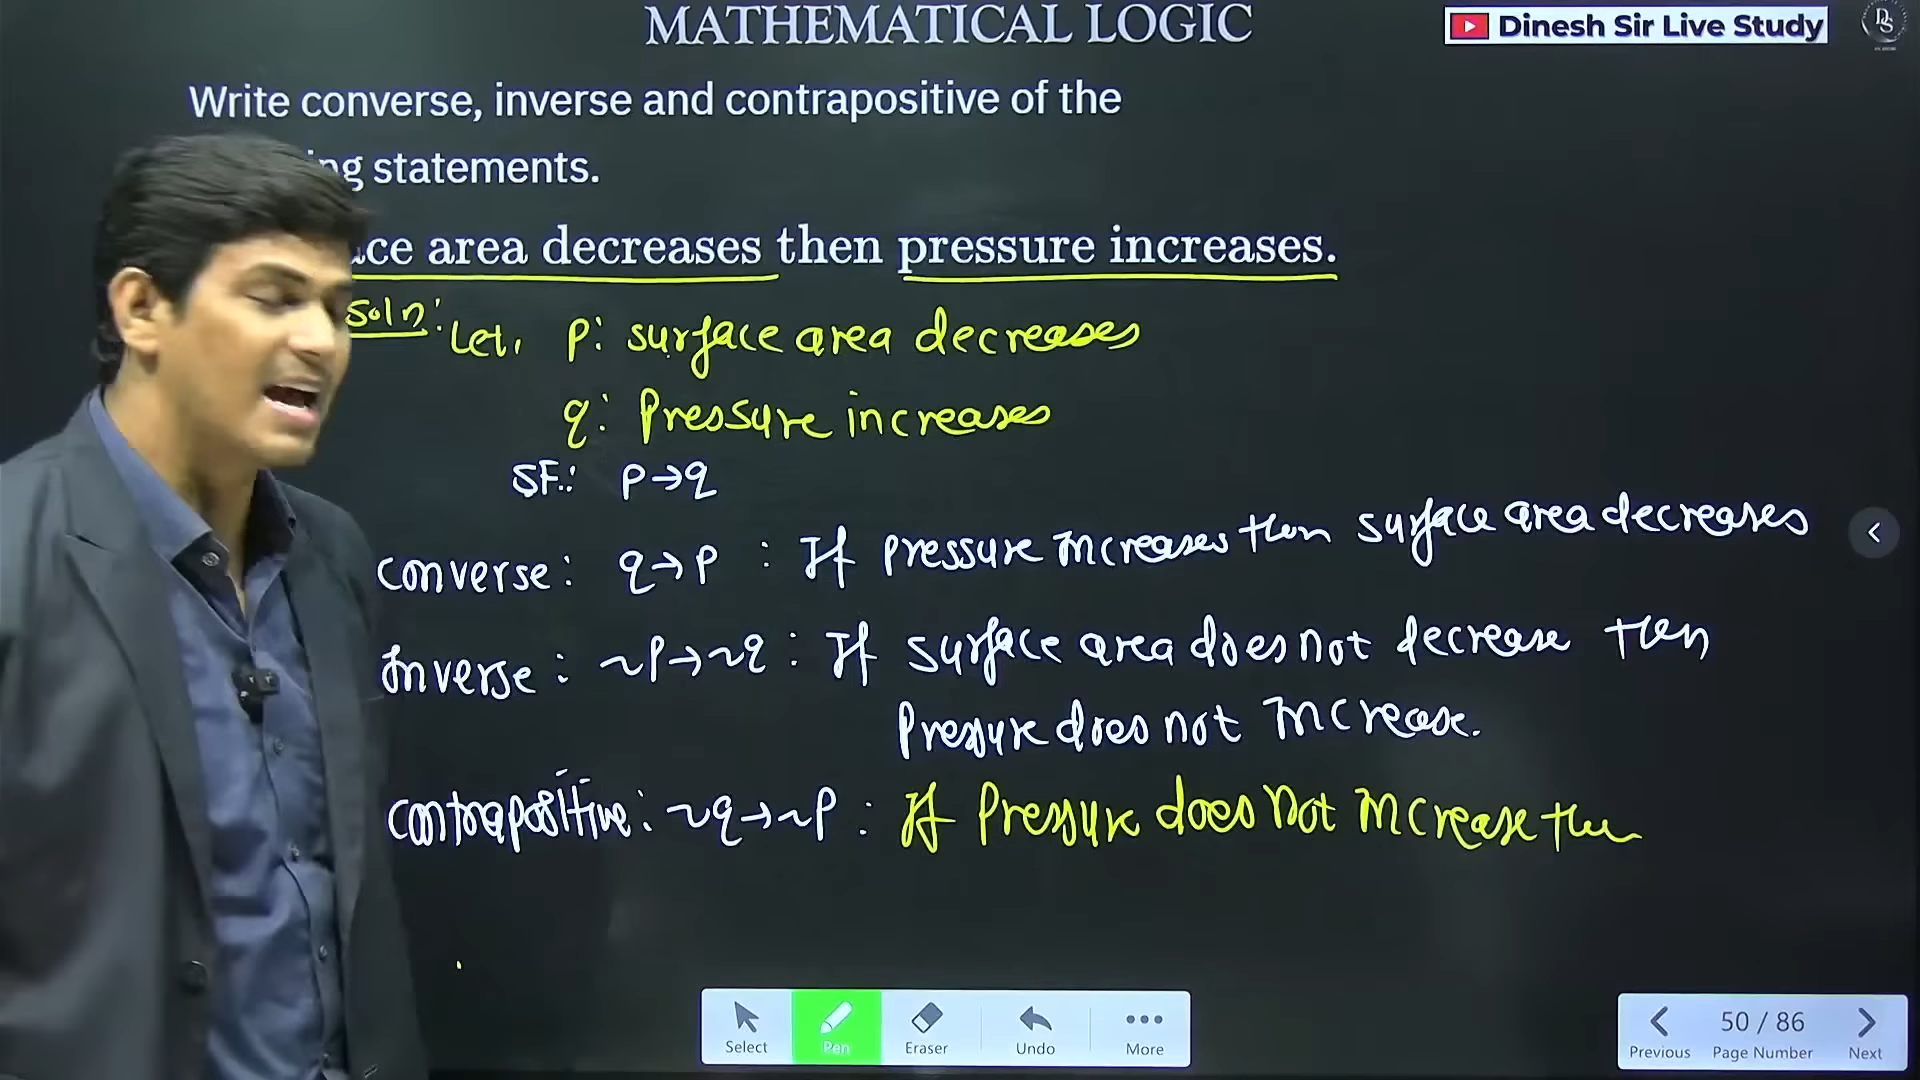 MATHEMATICAL LOGIC
Dinesh Sir Live Study
DS
Write converse, inverse and contrapositive of the
statements.
area decreases then pressure increases.
Soln:
Let, p: surface area decreases
q: Pressure increases
SF.: p→q
Converse: q→p : If pressure increases then surface area decreases
Inverse: ~p→~q : If surface area does not decrease then
Pressure does not increase.
Contrapositive: ~q→~p : If Pressure does not increase then
Select
Pen
Eraser
Undo
More
50 / 86
Previous
Page Number
Next